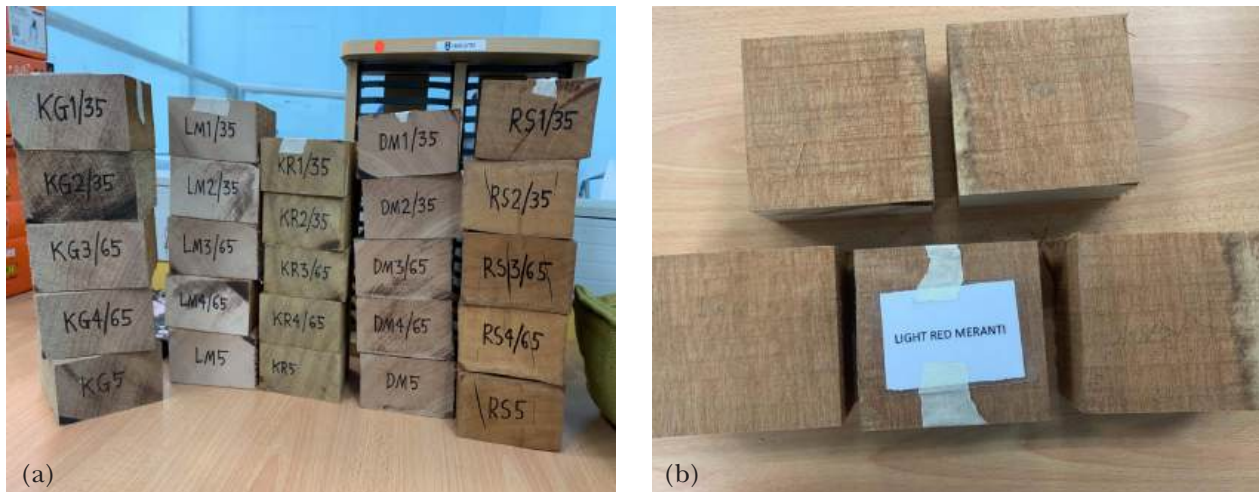 KG1/35
KG2/35
KG3/65
KG4/65
KG5
LM1/35
LM2/35
LM3/65
LM4/65
LM5
KR1/35
KR2/35
KR3/65
KR4/65
KR5
DM1/35
DM2/35
DM3/65
DM4/65
DM5
RS1/35
RS2/35
RS3/65
RS4/65
RS5
(a)
LIGHT RED MERANTI
(b)